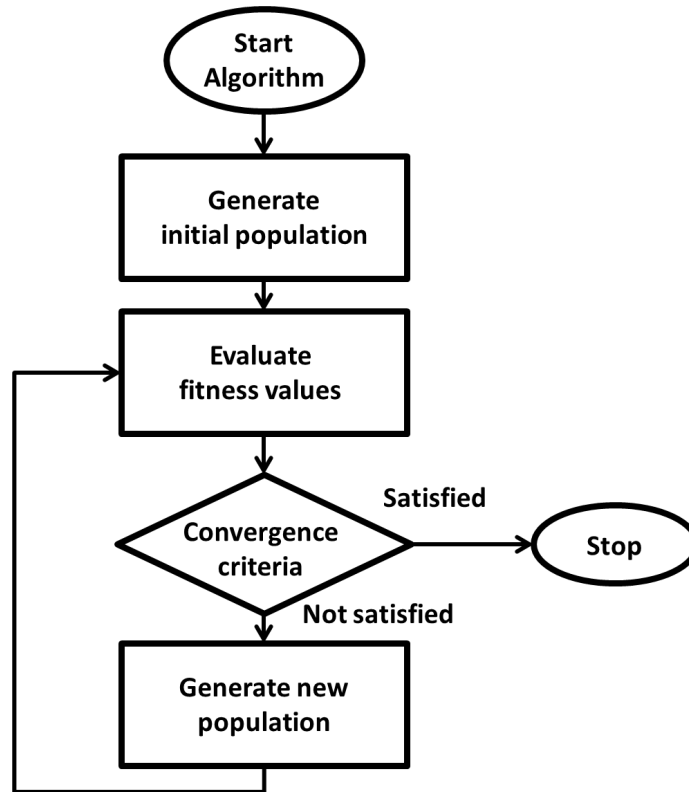 Start
Algorithm
Generate
initial population
Evaluate
fitness values
Convergence
criteria
Satisfied
Stop
Not satisfied
Generate new
population